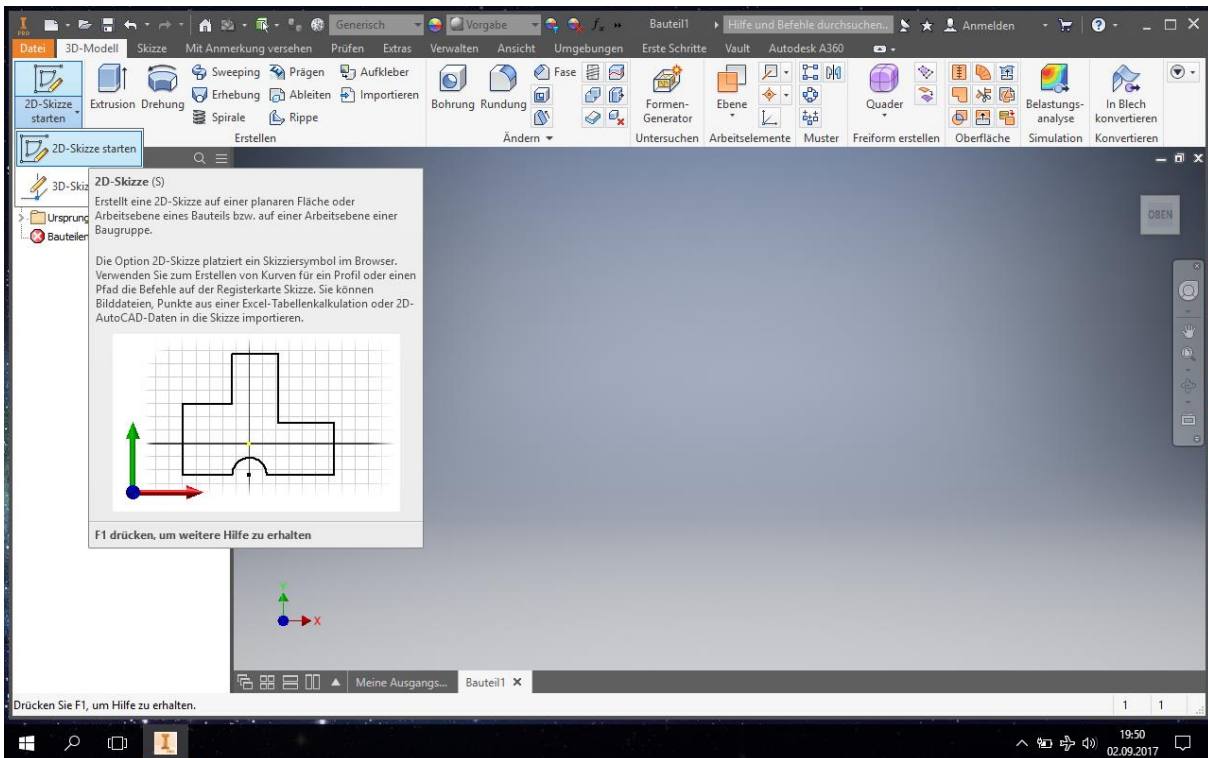 PRO
Generisch
Vorgabe
Bauteil1
Hilfe und Befehle durchsuchen...
Anmelden
Datei 3D-Modell Skizze Mit Anmerkung versehen Prüfen Extras Verwalten Ansicht Umgebungen Erste Schritte Vault Autodesk A360
2D-Skizze starten
Extrusion
Drehung
Sweeping
Erhebung
Spirale
Prägen
Ableiten
Rippe
Aufkleber
Importieren
Bohrung
Rundung
Fase
Formen-Generator
Ebene
Quader
Belastungs-analyse
In Blech konvertieren
Erstellen
Ändern
Untersuchen
Arbeitselemente
Muster
Freiform erstellen
Oberfläche
Simulation
Konvertieren
2D-Skizze starten
3D-Skiz
Ursprung
Bauteilen
2D-Skizze (S)
Erstellt eine 2D-Skizze auf einer planaren Fläche oder
Arbeitsebene eines Bauteils bzw. auf einer Arbeitsebene einer
Baugruppe.
Die Option 2D-Skizze platziert ein Skizziersymbol im Browser.
Verwenden Sie zum Erstellen von Kurven für ein Profil oder einen
Pfad die Befehle auf der Registerkarte Skizze. Sie können
Bilddateien, Punkte aus einer Excel-Tabellenkalkulation oder 2D-
AutoCAD-Daten in die Skizze importieren.
F1 drücken, um weitere Hilfe zu erhalten
OBEN
Y
X
Meine Ausgangs...
Bauteil1
Drücken Sie F1, um Hilfe zu erhalten.
1 1
19:50
02.09.2017